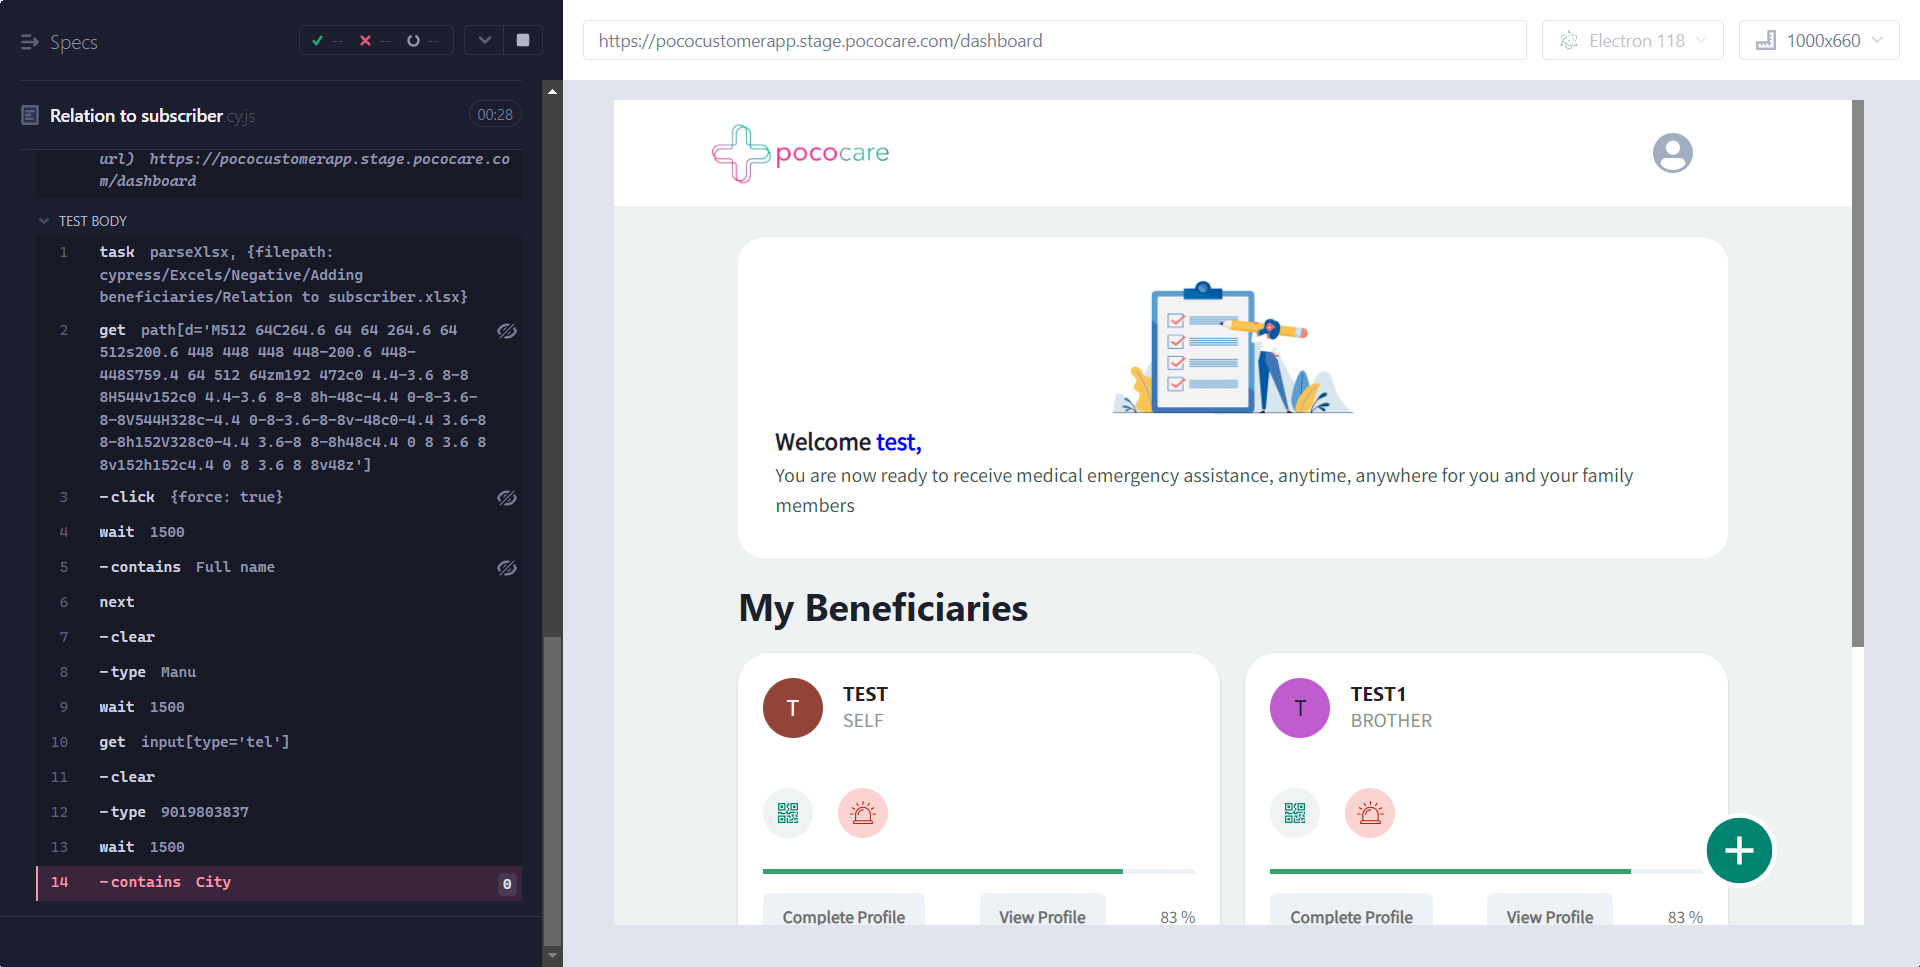 Specs
-- -- --
https://pococustomerapp.stage.pococare.com/dashboard
Electron 118
1000x660
Relation to subscriber.cy.js
00:28
url) https://pococustomerapp.stage.pococare.co
m/dashboard
TEST BODY
1 task parseXlsx, {filepath:
cypress/Excels/Negative/Adding
beneficiaries/Relation to subscriber.xlsx}
2 get path[d='M512 64C264.6 64 64 264.6 64
512s200.6 448 448 448 448-200.6 448-
448S759.4 64 512 64zm192 472c0 4.4-3.6 8-8
8H544v152c0 4.4-3.6 8-8 8h-48c-4.4 0-8-3.6-
8-8V544H328c-4.4 0-8-3.6-8-8v-48c0-4.4 3.6-8
8-8h152V328c0-4.4 3.6-8 8-8h48c4.4 0 8 3.6 8
8v152h152c4.4 0 8 3.6 8 8v48z']
3 -click {force: true}
4 wait 1500
5 -contains Full name
6 next
7 -clear
8 -type Manu
9 wait 1500
10 get input[type='tel']
11 -clear
12 -type 9019803837
13 wait 1500
14 -contains City 0
pococare
Welcome test,
You are now ready to receive medical emergency assistance, anytime, anywhere for you and your family
members
My Beneficiaries
T TEST
SELF
Complete Profile View Profile 83 %
T TEST1
BROTHER
Complete Profile View Profile 83 %